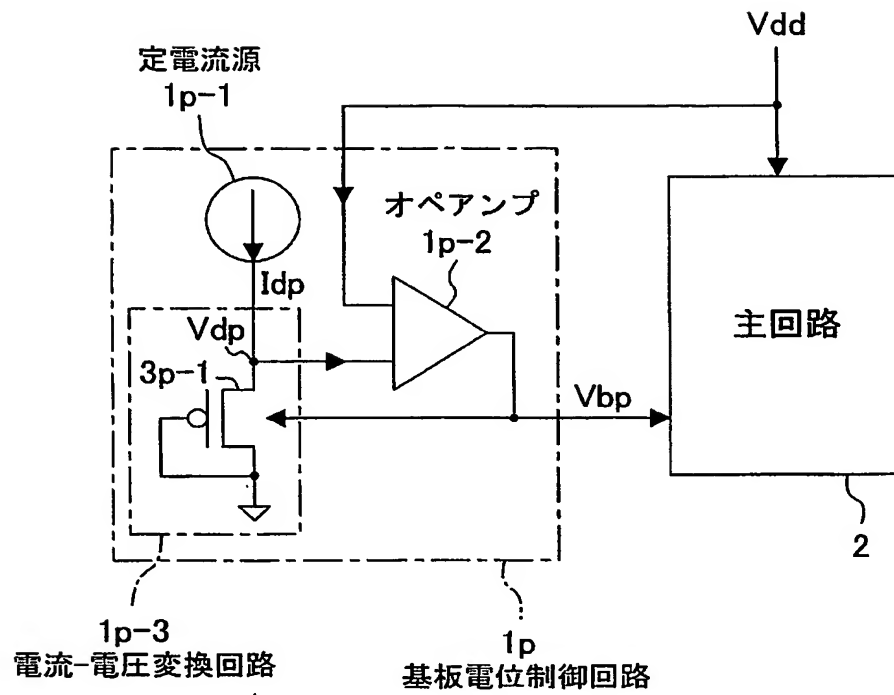 Vdd
定電流源
1p-1
オペアンプ
1p-2
Idp
Vdp
3p-1
主回路
Vbp
2
1p-3
電流-電圧変換回路
1p
基板電位制御回路